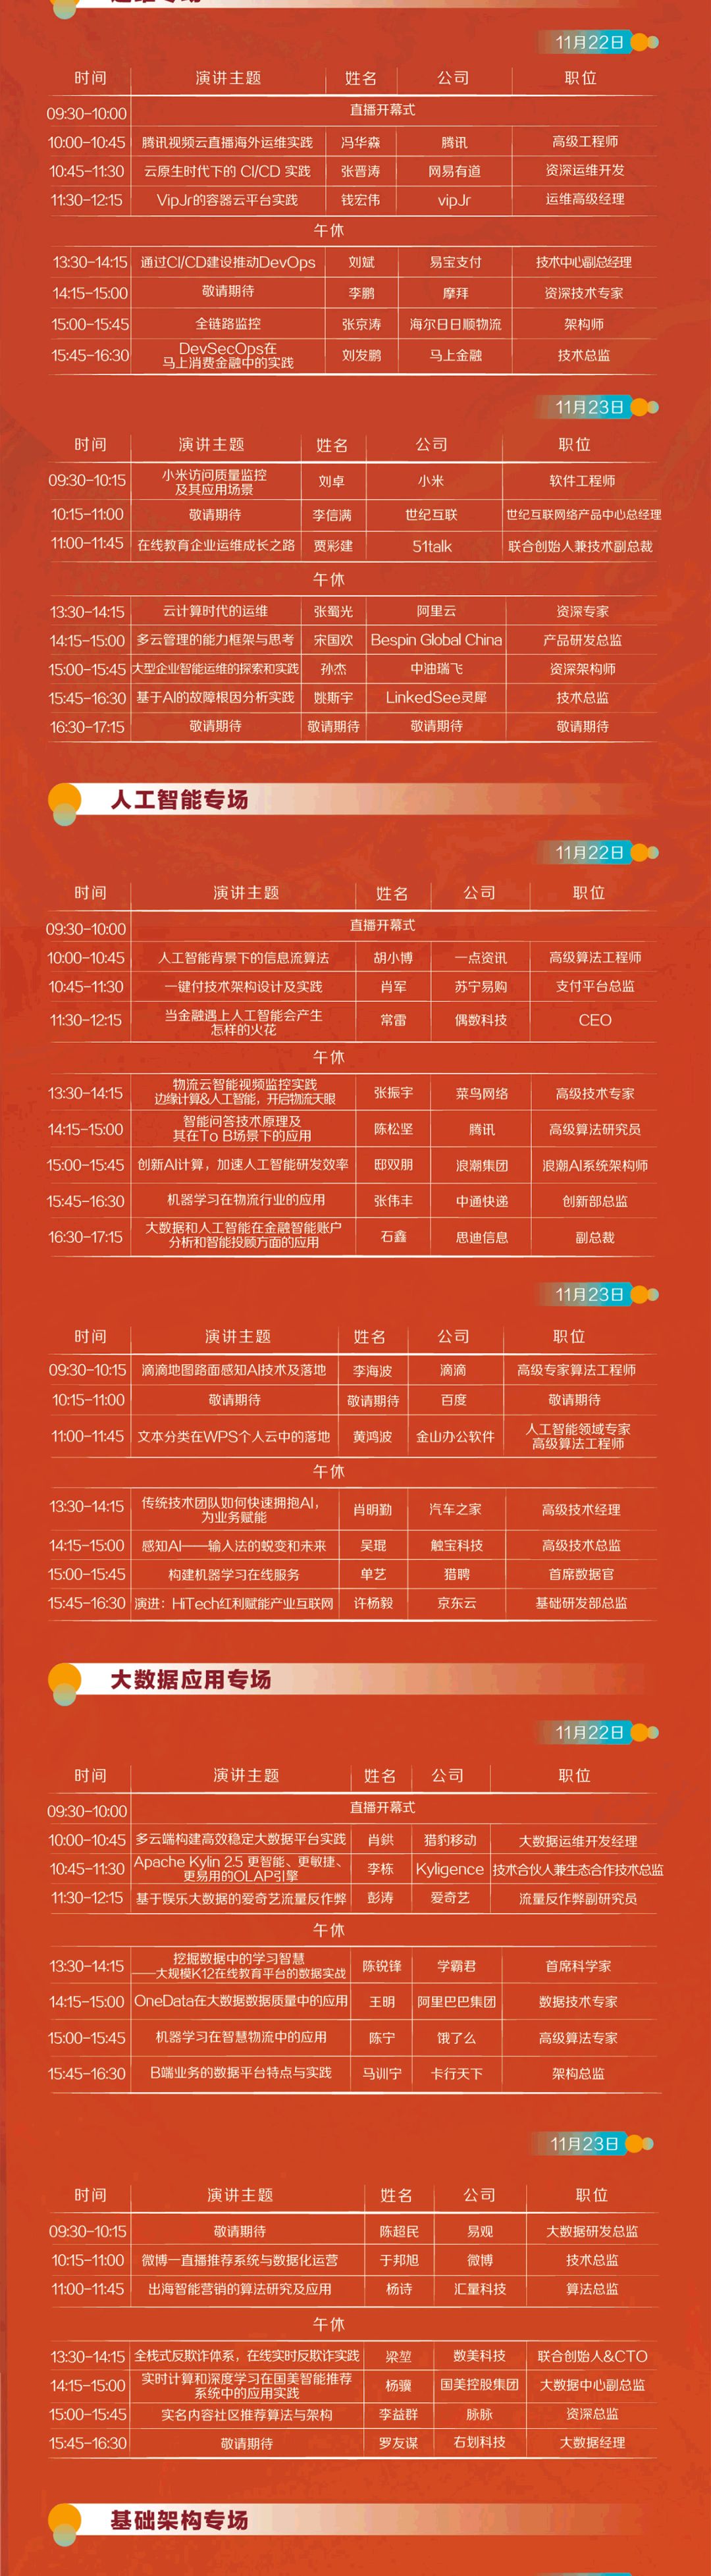 运维专场
11月22日
时间 演讲主题 姓名 公司 职位
09:30-10:00 直播开幕式
10:00-10:45 腾讯视频云直播海外运维实践 冯华森 腾讯 高级工程师
10:45-11:30 云原生时代下的 CI/CD 实践 张晋涛 网易有道 资深运维开发
11:30-12:15 VipJr的容器云平台实践 钱宏伟 vipJr 运维高级经理
午休
13:30-14:15 通过CI/CD建设推动DevOps 刘斌 易宝支付 技术中心副总经理
14:15-15:00 敬请期待 李鹏 摩拜 资深技术专家
15:00-15:45 全链路监控 张京涛 海尔日日顺物流 架构师
15:45-16:30 DevSecOps在
马上消费金融中的实践 刘发鹏 马上金融 技术总监
11月23日
时间 演讲主题 姓名 公司 职位
09:30-10:15 小米访问质量监控
及其应用场景 刘卓 小米 软件工程师
10:15-11:00 敬请期待 李信满 世纪互联 世纪互联网络产品中心总经理
11:00-11:45 在线教育企业运维成长之路 贾彩建 51talk 联合创始人兼技术副总裁
午休
13:30-14:15 云计算时代的运维 张蜀光 阿里云 资深专家
14:15-15:00 多云管理的能力框架与思考 宋国欢 Bespin Global China 产品研发总监
15:00-15:45 大型企业智能运维的探索和实践 孙杰 中油瑞飞 资深架构师
15:45-16:30 基于AI的故障根因分析实践 姚斯宇 LinkedSee灵犀 技术总监
16:30-17:15 敬请期待 敬请期待 敬请期待 敬请期待
人工智能专场
11月22日
时间 演讲主题 姓名 公司 职位
09:30-10:00 直播开幕式
10:00-10:45 人工智能背景下的信息流算法 胡小博 一点资讯 高级算法工程师
10:45-11:30 一键付技术架构设计及实践 肖军 苏宁易购 支付平台总监
11:30-12:15 当金融遇上人工智能会产生
怎样的火花 常雷 偶数科技 CEO
午休
13:30-14:15 物流云智能视频监控实践
边缘计算&人工智能，开启物流天眼 张振宇 菜鸟网络 高级技术专家
14:15-15:00 智能问答技术原理及
其在To B场景下的应用 陈松坚 腾讯 高级算法研究员
15:00-15:45 创新AI计算，加速人工智能研发效率 邸双朋 浪潮集团 浪潮AI系统架构师
15:45-16:30 机器学习在物流行业的应用 张伟丰 中通快递 创新部总监
16:30-17:15 大数据和人工智能在金融智能账户
分析和智能投顾方面的应用 石鑫 思迪信息 副总裁
11月23日
时间 演讲主题 姓名 公司 职位
09:30-10:15 滴滴地图路面感知AI技术及落地 李海波 滴滴 高级专家算法工程师
10:15-11:00 敬请期待 敬请期待 百度 敬请期待
11:00-11:45 文本分类在WPS个人云中的落地 黄鸿波 金山办公软件 人工智能领域专家
高级算法工程师
午休
13:30-14:15 传统技术团队如何快速拥抱AI，
为业务赋能 肖明勤 汽车之家 高级技术经理
14:15-15:00 感知AI——输人法的蜕变和未来 吴琨 触宝科技 高级技术总监
15:00-15:45 构建机器学习在线服务 单艺 猎聘 首席数据官
15:45-16:30 演进：HiTech红利赋能产业互联网 许杨毅 京东云 基础研发部总监
大数据应用专场
11月22日
时间 演讲主题 姓名 公司 职位
09:30-10:00 直播开幕式
10:00-10:45 多云端构建高效稳定大数据平台实践 肖鉷 猎豹移动 大数据运维开发经理
10:45-11:30 Apache Kylin 2.5 更智能、更敏捷、
更易用的OLAP引擎 李栋 Kyligence 技术合伙人兼生态合作技术总监
11:30-12:15 基于娱乐大数据的爱奇艺流量反作弊 彭涛 爱奇艺 流量反作弊副研究员
午休
13:30-14:15 挖掘数据中的学习智慧
——大规模K12在线教育平台的数据实战 陈锐锋 学霸君 首席科学家
14:15-15:00 OneData在大数据数据质量中的应用 王明 阿里巴巴集团 数据技术专家
15:00-15:45 机器学习在智慧物流中的应用 陈宁 饿了么 高级算法专家
15:45-16:30 B端业务的数据平台特点与实践 马训宁 卡行天下 架构总监
11月23日
时间 演讲主题 姓名 公司 职位
09:30-10:15 敬请期待 陈超民 易观 大数据研发总监
10:15-11:00 微博一直播推荐系统与数据化运营 于邦旭 微博 技术总监
11:00-11:45 出海智能营销的算法研究及应用 杨诗 汇量科技 算法总监
午休
13:30-14:15 全栈式反欺诈体系，在线实时反欺诈实践 梁堃 数美科技 联合创始人&CTO
14:15-15:00 实时计算和深度学习在国美智能推荐
系统中的应用实践 杨骥 国美控股集团 大数据中心副总监
15:00-15:45 实名内容社区推荐算法与架构 李益群 脉脉 资深总监
15:45-16:30 敬请期待 罗友谋 右划科技 大数据经理
基础架构专场